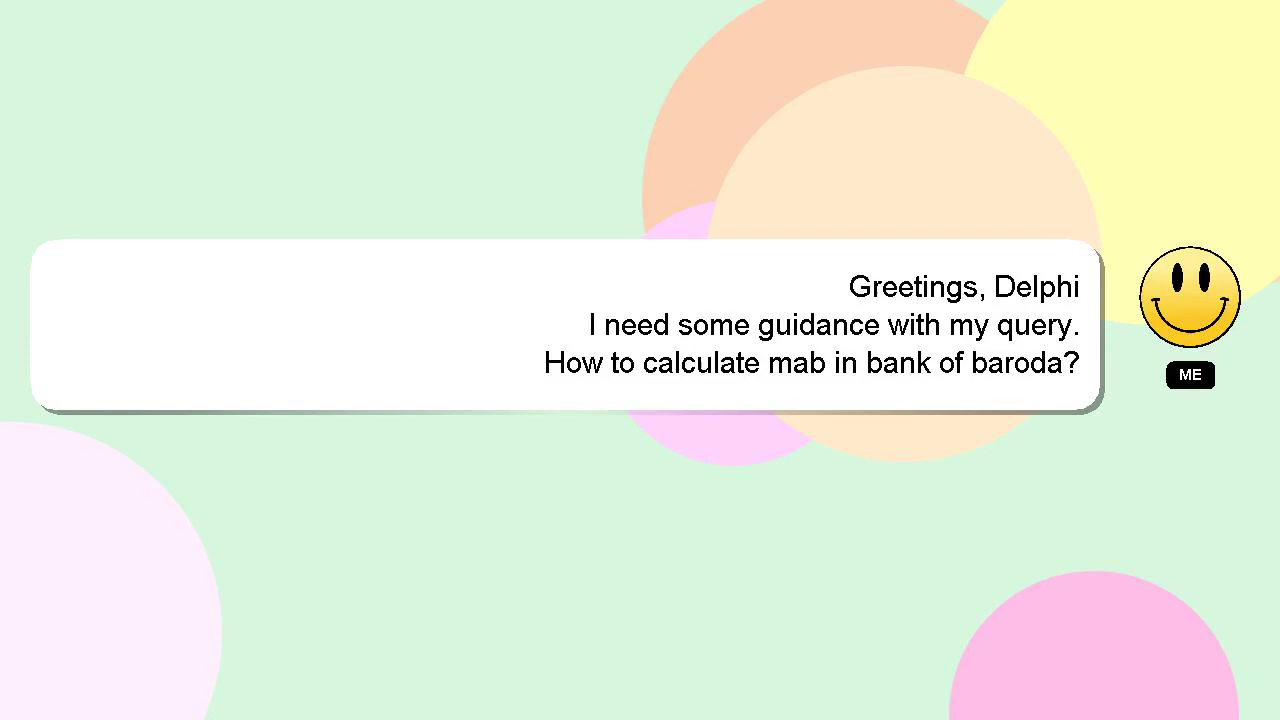 Greetings, Delphi
I need some guidance with my query.
How to calculate mab in bank of baroda?
ME